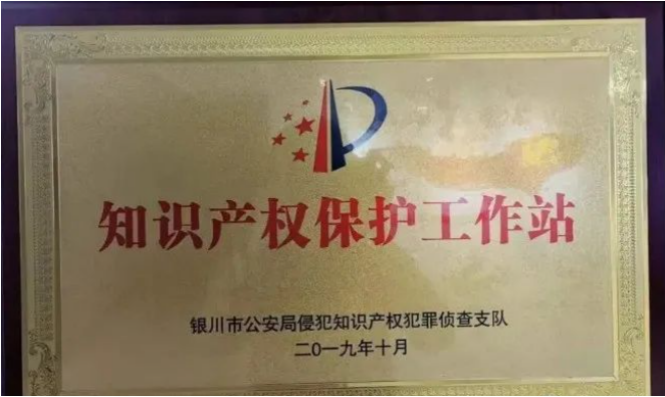 知识产权保护工作站
银川市公安局侵犯知识产权犯罪侦查支队
二0一九年十月